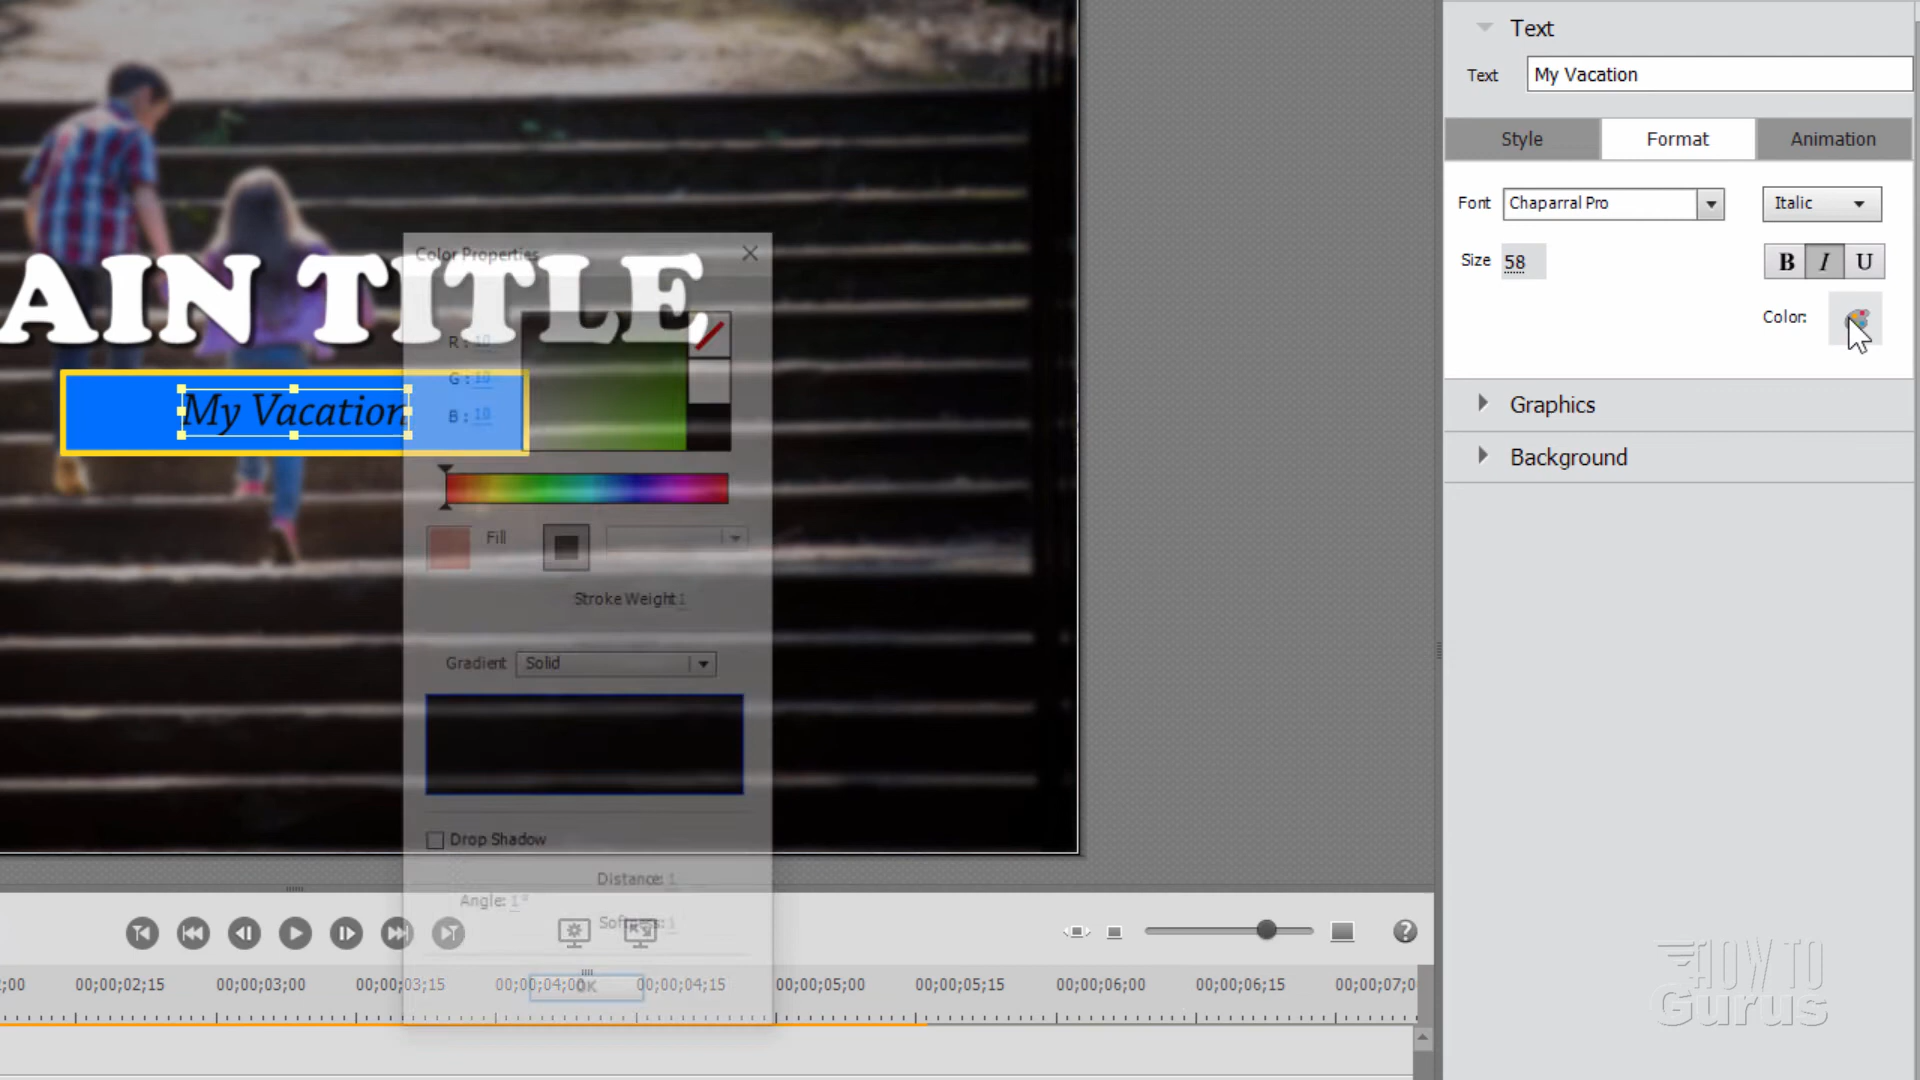 Text
Text My Vacation
Style Format Animation
Font Chaparral Pro Italic
Size 58 B I U
Color:
Graphics
Background
AIN TITLE
My Vacation
Color Properties
R: 10
G: 10
B: 10
Fill
Stroke Weight 1
Gradient Solid
Drop Shadow
Distance: 1
Angle: 1°
Softness: 1
OK
;00 00;00;02;15 00;00;03;00 00;00;03;15 00;00;04;00 00;00;04;15 00;00;05;00 00;00;05;15 00;00;06;00 00;00;06;15 00;00;07;0
HOW TO
Gurus